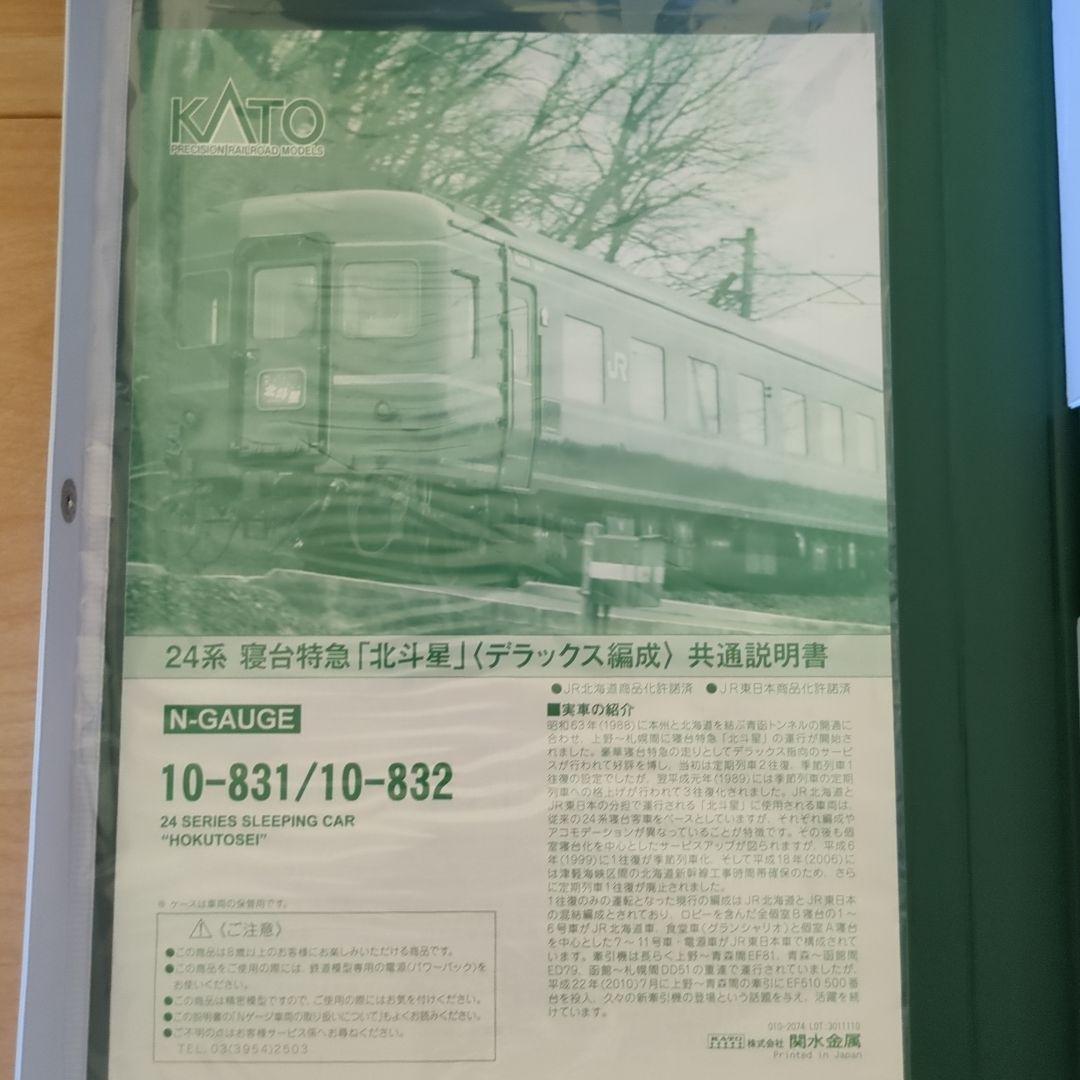 KATO
PRECISION RAILROAD MODELS
北斗星
JR
24系 寝台特急「北斗星」〈デラックス編成〉 共通説明書
●JR北海道商品化許諾済 ●JR東日本商品化許諾済
N-GAUGE
10-831/10-832
24 SERIES SLEEPING CAR
"HOKUTOSEI"
■実車の紹介
昭和63年(1988)に本州と北海道を結ぶ青函トンネルの開通に
合わせ、上野~札幌間に寝台特急「北斗星」の運行が開始さ
れました。豪華寝台特急の走りとしてデラックス指向のサービ
スが行われて好評を博し、当初は定期列車2往復、季節列車1
往復の設定でしたが、翌平成元年(1989)には季節列車の定期
列車への格上げが行われて3往復化されました。JR北海道と
JR東日本の分担で運行される「北斗星」に使用される車両は、
従来の24系寝台客車をベースとしていますが、それぞれ編成や
アコモデーションが異なっていることが特徴です。その後も個
室寝台化を中心としたサービスアップが図られますが、平成6
年(1999)に1往復が季節列車化、そして平成18年(2006)に
は津軽海峡区間の北海道新幹線工事時間帯確保のため、さら
に定期列車1往復が廃止されました。
1往復のみの運転となった現行の編成はJR北海道とJR東日本
の混結編成とされており、ロビーを含んだ全個室B寝台の1~
6号車がJR北海道車、食堂車(グランシャリオ)と個室A寝台
を中心とした7~11号車・電源車がJR東日本車で構成されて
います。牽引機は長らく上野~青森間EF81、青森~函館間
ED79、函館~札幌間DD51の重連で運行されていましたが、
平成22年(2010)7月に上野~青森間の牽引にEF510 500番
台を投入、久々の新牽引機の登場という話題を与え、活躍を続
けています。
※ ケースは車両の保管用です。
⚠〈ご注意〉
●この商品は8歳以上のお客様にお楽しみいただける商品です。
●この商品をご使用の際には、鉄道模型専用の電源(パワーパック)を
お使いください。
●この商品は精密模型ですので、ご使用の際にはお気を付けください。
●この説明書の「Nゲージ車両の取り扱いについて」もよくお読みください。
●ご不明の点はお客様サービス係へお尋ねください。
TEL. 03(3954)2503
010-2074 LOT:3011110
KATO 株式会社 関水金属
Printed in Japan